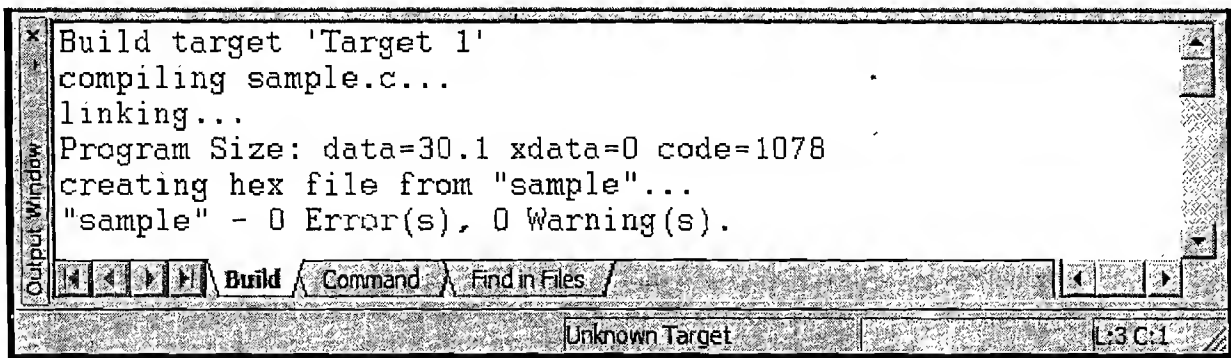 Build target 'Target 1'
compiling sample.c...
linking...
Program Size: data=30.1 xdata=0 code=1078
creating hex file from "sample"...
"sample" - 0 Error(s), 0 Warning(s).
Output Window
Build Command Find in Files
Unknown Target L:3 C:1